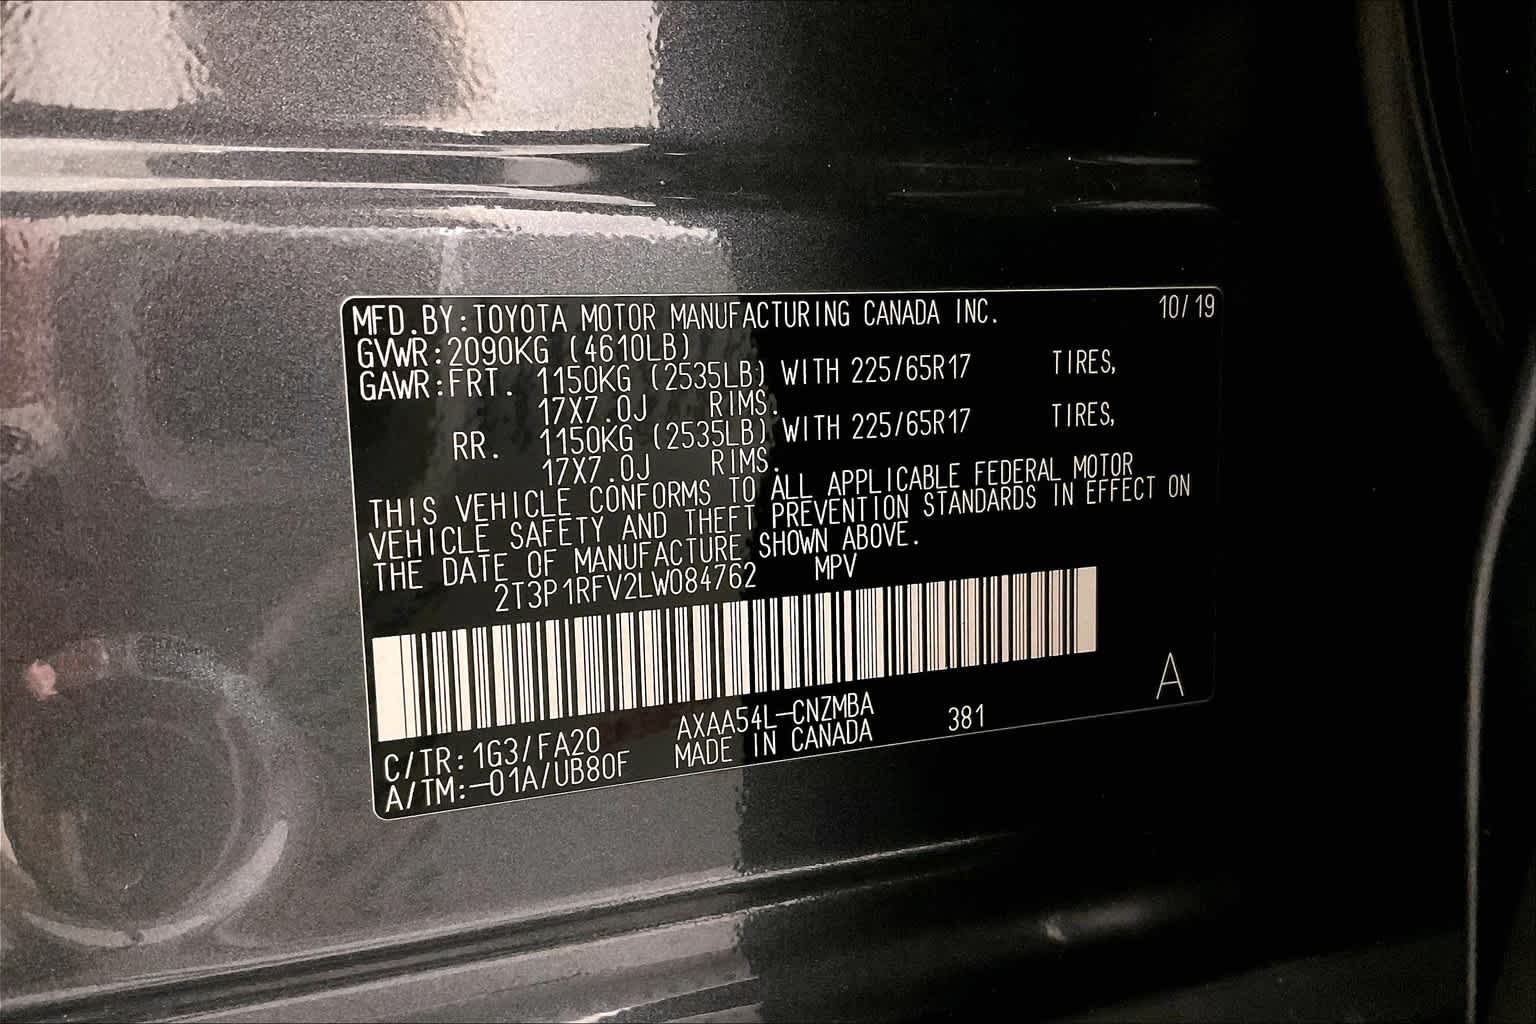 MFD.BY:TOYOTA MOTOR MANUFACTURING CANADA INC. 10/19
GVWR:2090KG (4610LB)
GAWR:FRT. 1150KG (2535LB) WITH 225/65R17 TIRES,
17X7.0J RIMS.
RR. 1150KG (2535LB) WITH 225/65R17 TIRES,
17X7.0J RIMS.
THIS VEHICLE CONFORMS TO ALL APPLICABLE FEDERAL MOTOR
VEHICLE SAFETY AND THEFT PREVENTION STANDARDS IN EFFECT ON
THE DATE OF MANUFACTURE SHOWN ABOVE.
2T3P1RFV2LW084762 MPV
C/TR:1G3/FA20 AXAA54L-CNZMBA 381 A
A/TM:-01A/UB80F MADE IN CANADA